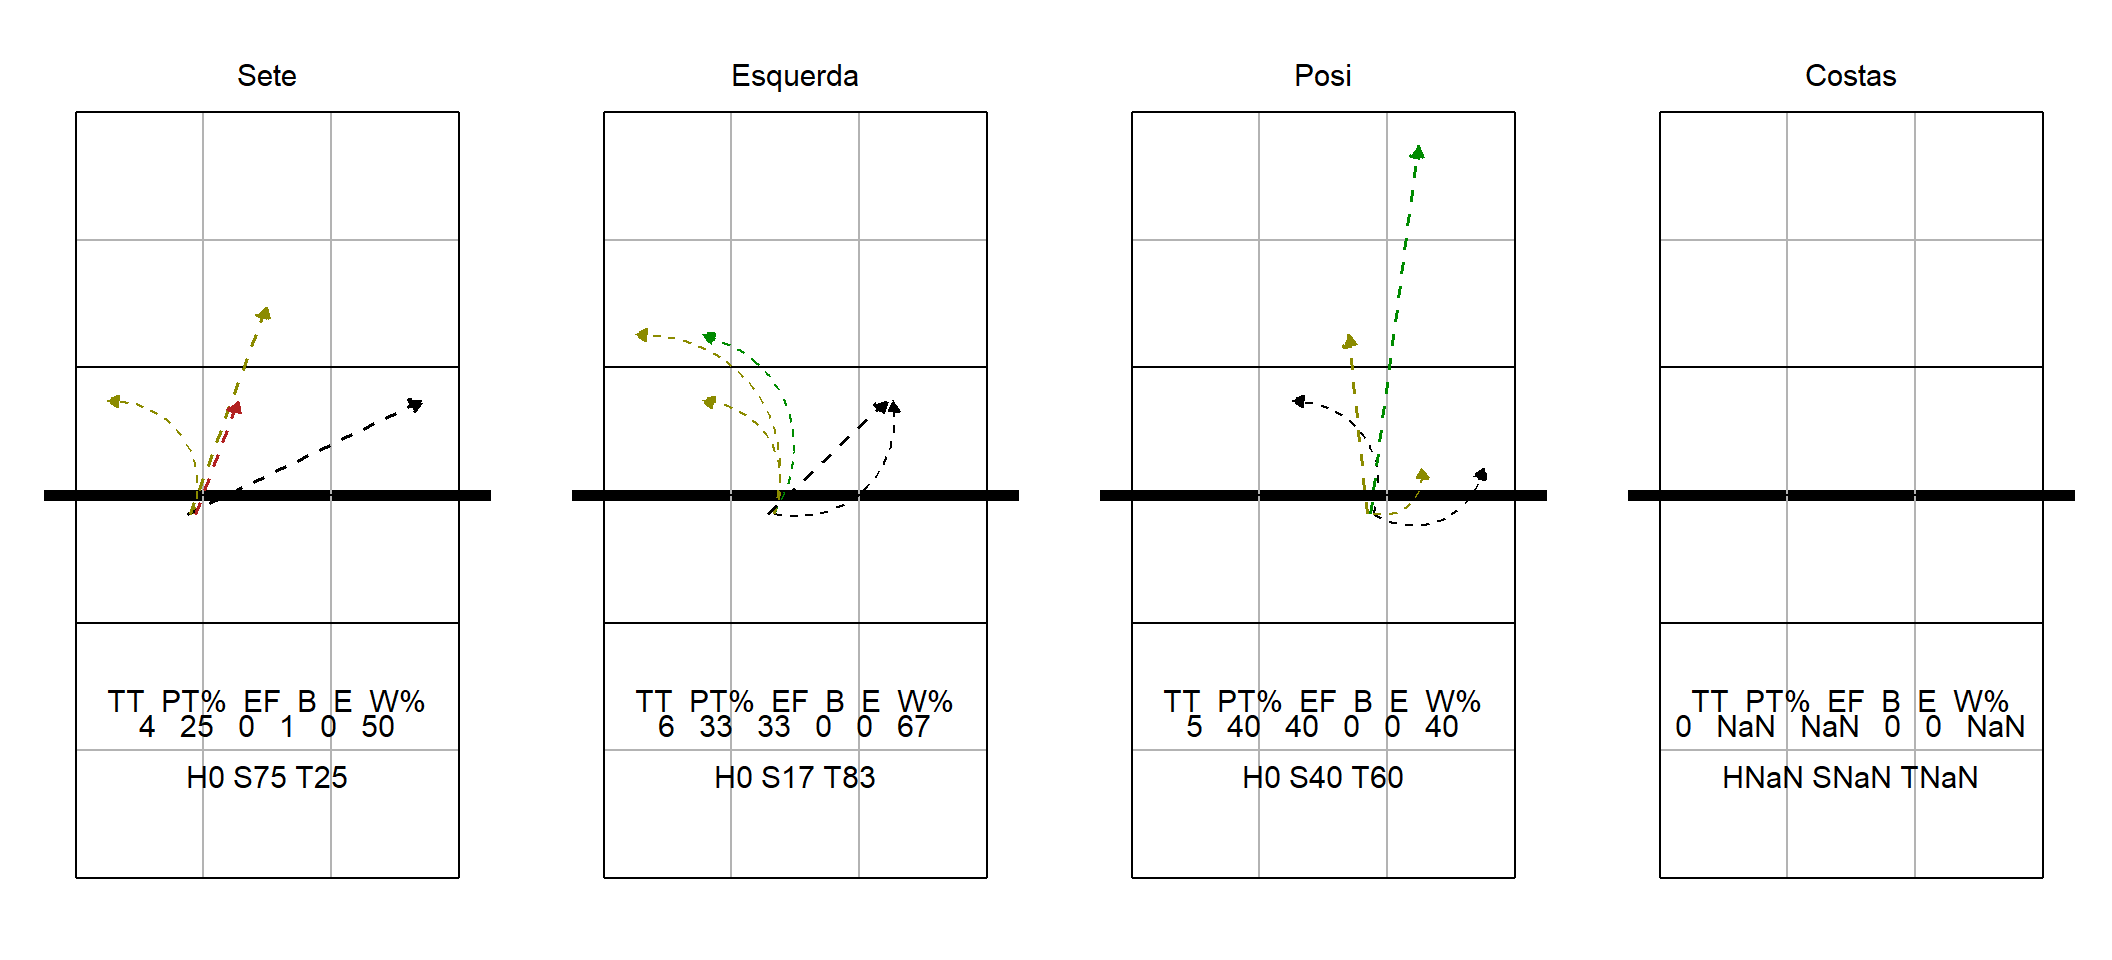 Sete
TT PT% EF B E W%
4 25 0 1 0 50
H0 S75 T25
Esquerda
TT PT% EF B E W%
6 33 33 0 0 67
H0 S17 T83
Posi
TT PT% EF B E W%
5 40 40 0 0 40
H0 S40 T60
Costas
TT PT% EF B E W%
0 NaN NaN 0 0 NaN
HNaN SNaN TNaN